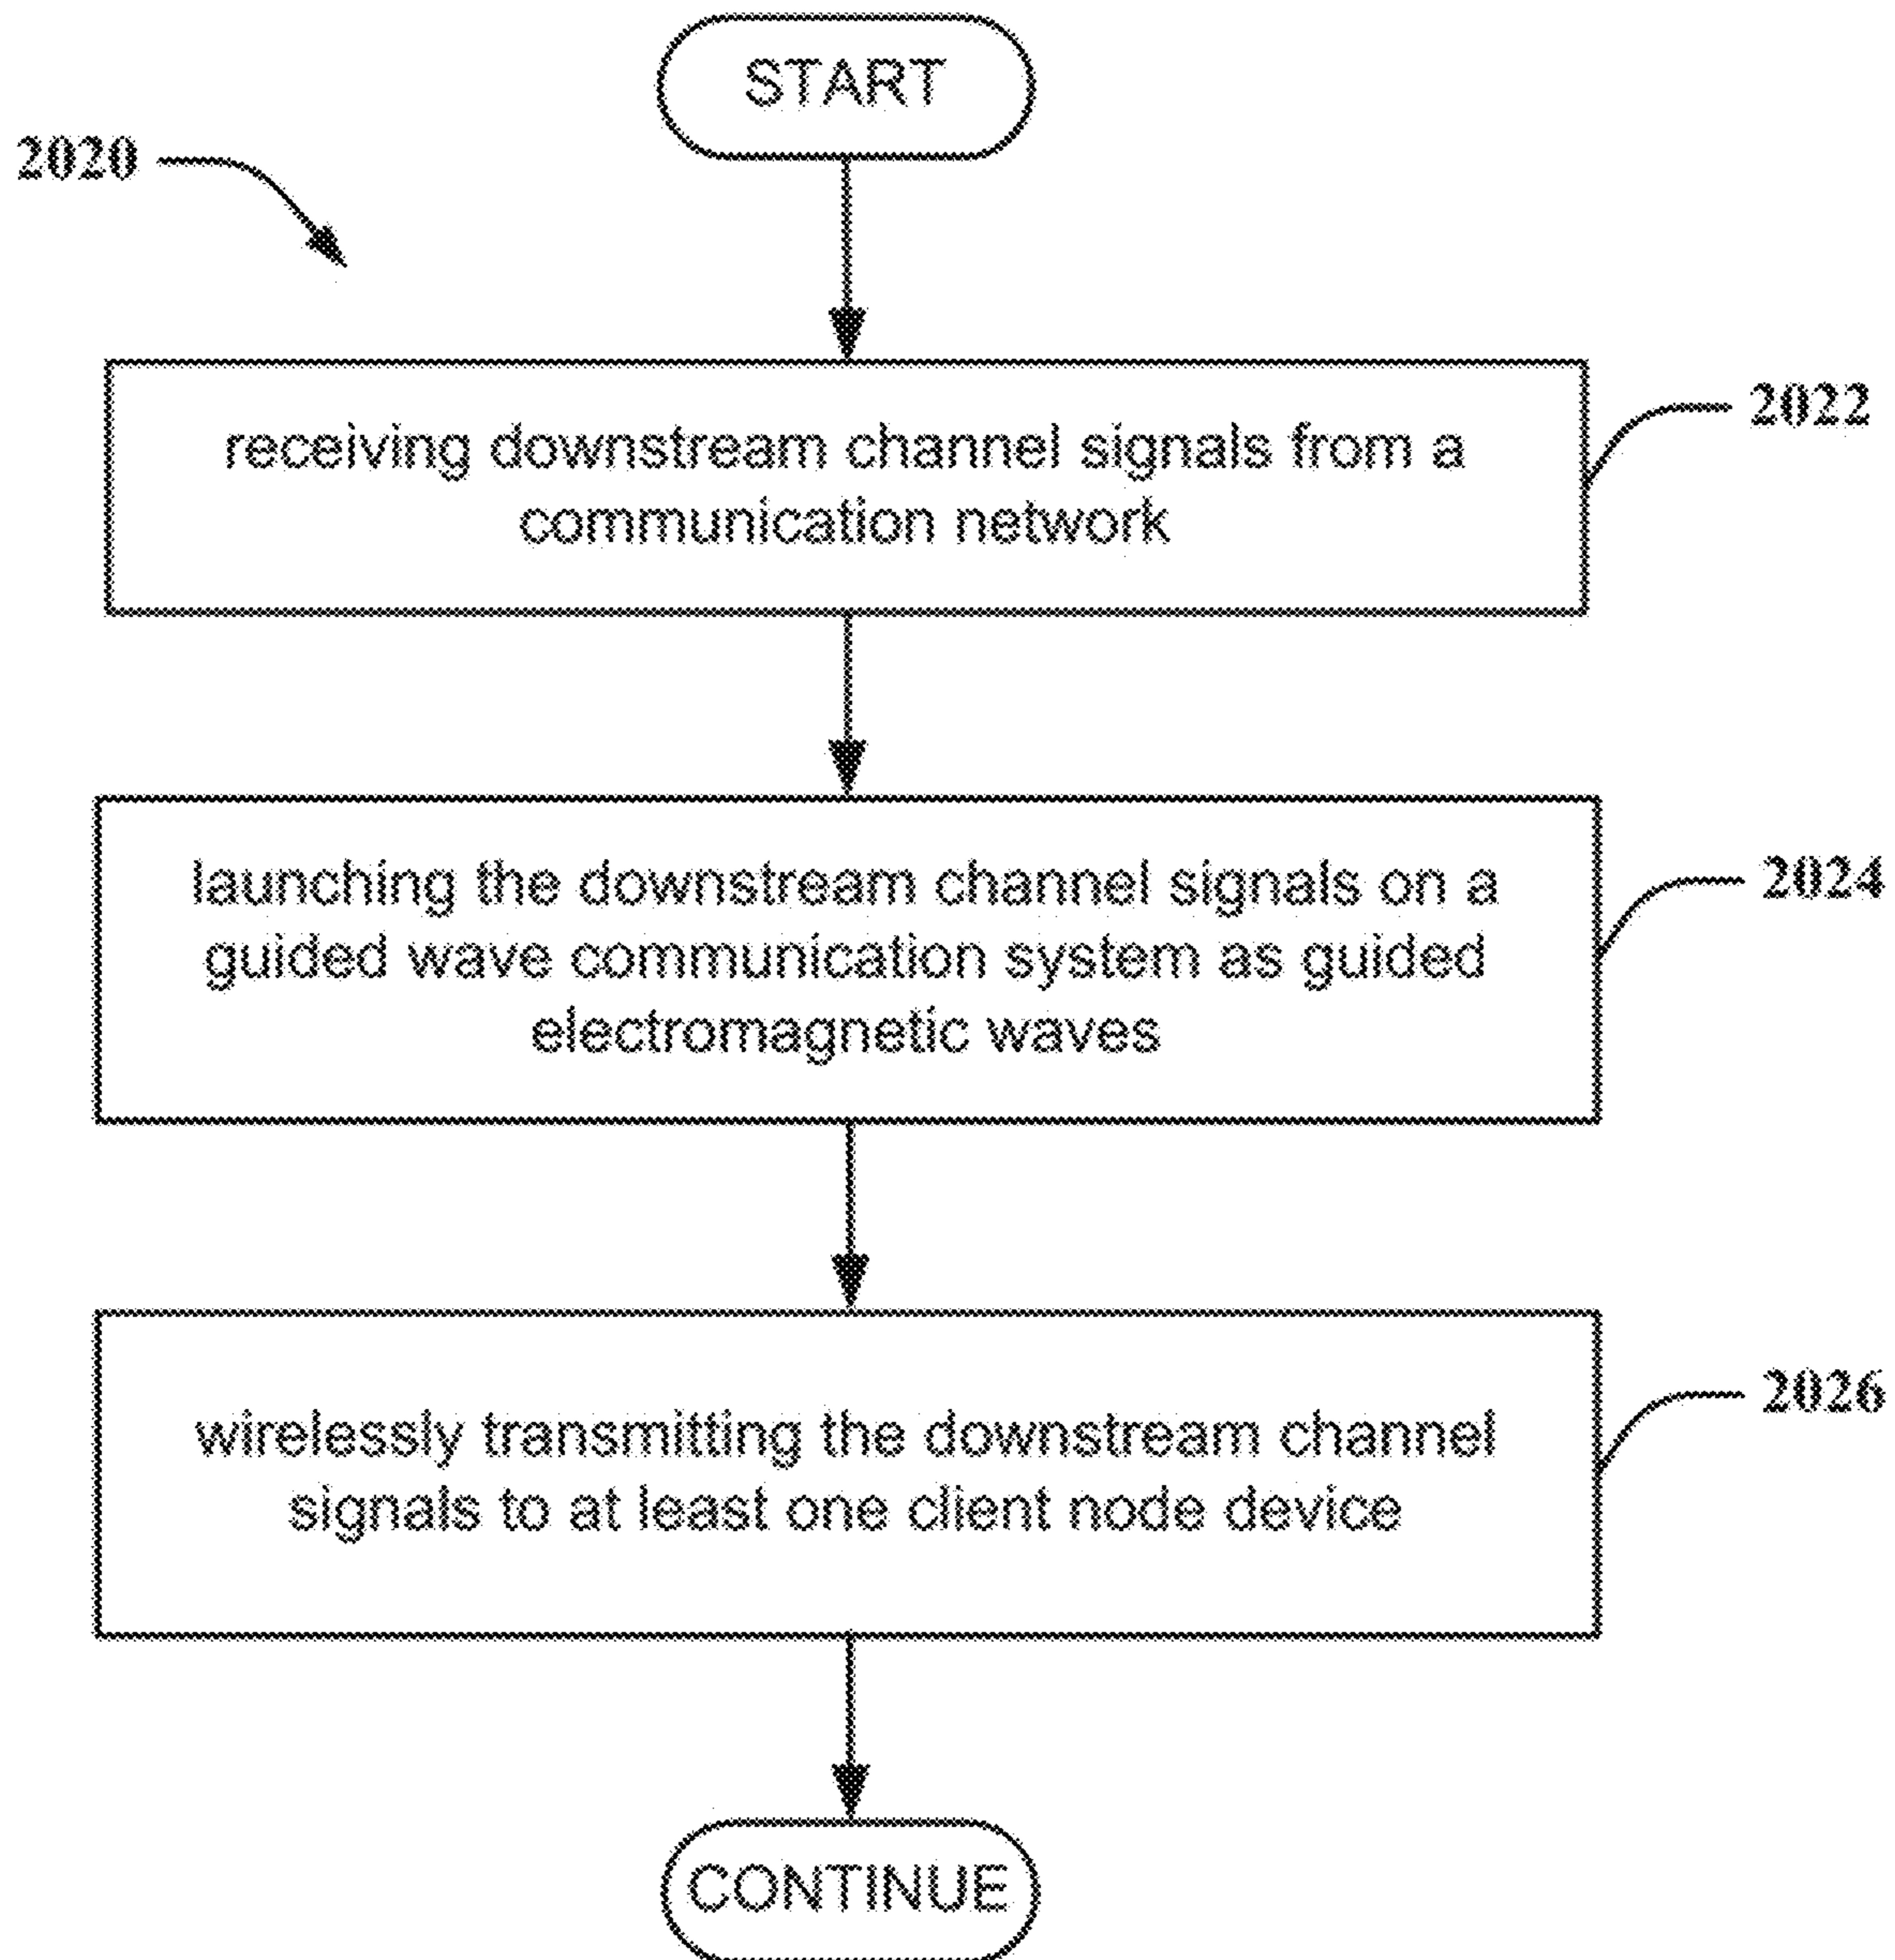 START
2020
2022
receiving downstream channel signals from a
communication network
2024
launching the downstream channel signals on a
guided wave communication system as guided
electromagnetic waves
2026
wirelessly transmitting the downstream channel
signals to at least one client node device
CONTINUE